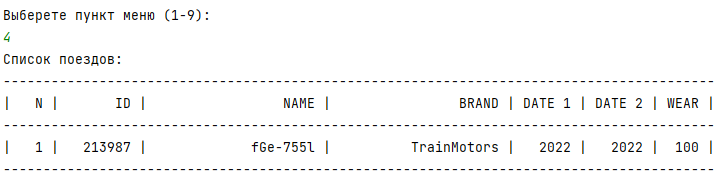 Выберете пункт меню (1-9):
4
Список поездов:
-----------------------------------------------------------------------------------------
|   N |       ID |                 NAME |                BRAND | DATE 1 | DATE 2 | WEAR |
-----------------------------------------------------------------------------------------
|   1 |   213987 |             fGe-755l |          TrainMotors |   2022 |   2022 |  100 |
-----------------------------------------------------------------------------------------